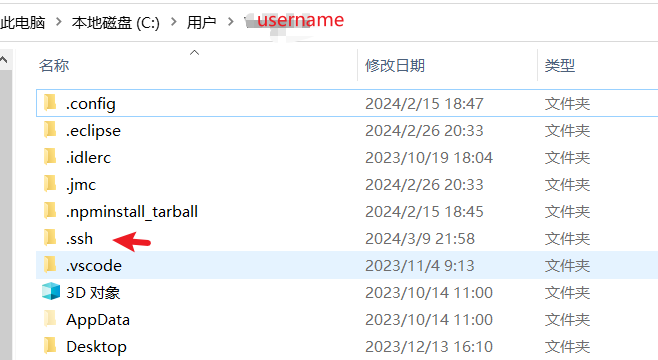 此电脑 > 本地磁盘 (C:) > 用户 > username
名称 修改日期 类型
.config 2024/2/15 18:47 文件夹
.eclipse 2024/2/26 20:33 文件夹
.idlerc 2023/10/19 18:04 文件夹
.jmc 2024/2/26 20:33 文件夹
.npminstall_tarball 2024/2/15 18:45 文件夹
.ssh 2024/3/9 21:58 文件夹
.vscode 2023/11/4 9:13 文件夹
3D 对象 2023/10/14 11:00 文件夹
AppData 2023/10/14 11:00 文件夹
Desktop 2023/12/13 16:10 文件夹